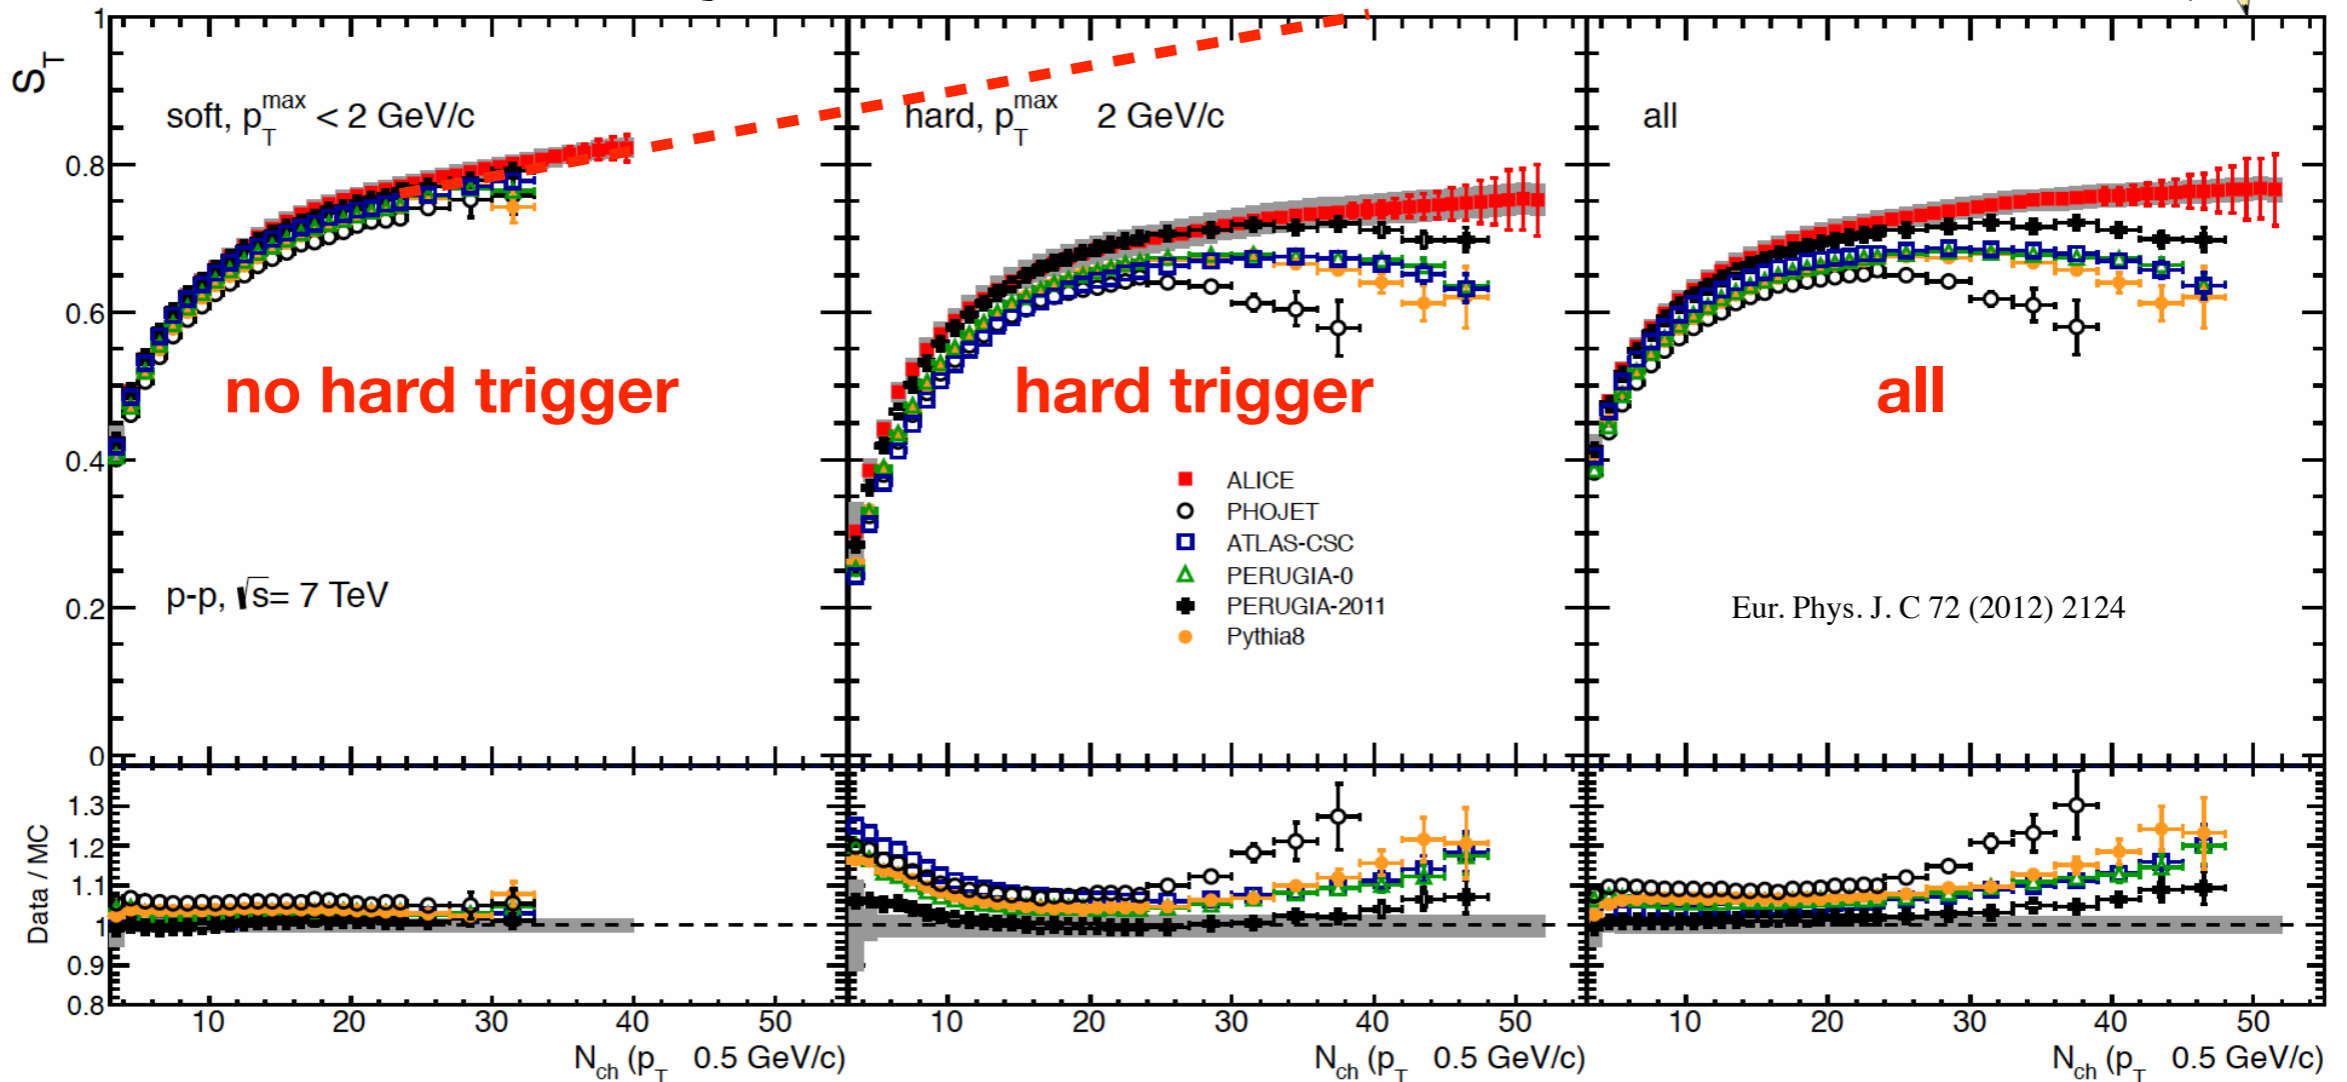 S_T
1
0.8
0.6
0.4
0.2
0
soft, p_T^max < 2 GeV/c
no hard trigger
p-p, √s= 7 TeV
hard, p_T^max 2 GeV/c
hard trigger
ALICE
PHOJET
ATLAS-CSC
PERUGIA-0
PERUGIA-2011
Pythia8
all
all
Eur. Phys. J. C 72 (2012) 2124
Data / MC
1.3
1.2
1.1
1
0.9
0.8
10 20 30 40 50
10 20 30 40 50
10 20 30 40 50
N_ch (p_T 0.5 GeV/c)
N_ch (p_T 0.5 GeV/c)
N_ch (p_T 0.5 GeV/c)